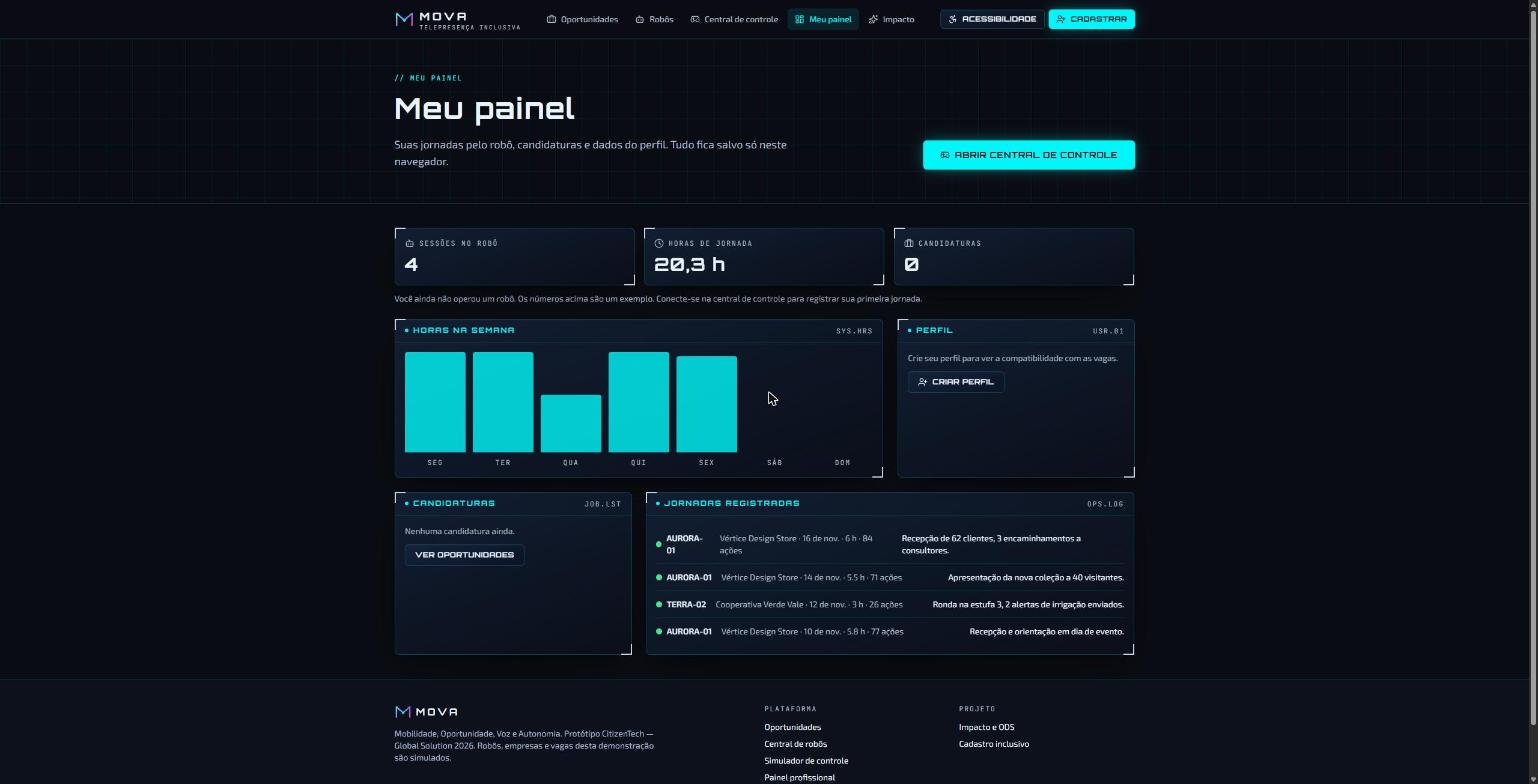 MOVA
TELEPRESENÇA INCLUSIVA
Oportunidades
Robôs
Central de controle
Meu painel
Impacto
ACESSIBILIDADE
CADASTRAR
// MEU PAINEL
Meu painel
Suas jornadas pelo robô, candidaturas e dados do perfil. Tudo fica salvo só neste
navegador.
ABRIR CENTRAL DE CONTROLE
SESSÕES NO ROBÔ
4
HORAS DE JORNADA
20,3 h
CANDIDATURAS
0
Você ainda não operou um robô. Os números acima são um exemplo. Conecte-se na central de controle para registrar sua primeira jornada.
HORAS NA SEMANA
SYS.HRS
SEG
TER
QUA
QUI
SEX
SÁB
DOM
PERFIL
USR.01
Crie seu perfil para ver a compatibilidade com as vagas.
CRIAR PERFIL
CANDIDATURAS
JOB.LST
Nenhuma candidatura ainda.
VER OPORTUNIDADES
JORNADAS REGISTRADAS
OPS.LOG
AURORA-
01
Vértice Design Store · 16 de nov. · 6 h · 84
ações
Recepção de 62 clientes, 3 encaminhamentos a
consultores.
AURORA-01 Vértice Design Store · 14 de nov. · 5.5 h · 71 ações Apresentação da nova coleção a 40 visitantes.
TERRA-02 Cooperativa Verde Vale · 12 de nov. · 3 h · 26 ações Ronda na estufa 3, 2 alertas de irrigação enviados.
AURORA-01 Vértice Design Store · 10 de nov. · 5.8 h · 77 ações Recepção e orientação em dia de evento.
MOVA
Mobilidade, Oportunidade, Voz e Autonomia. Protótipo CitizenTech —
Global Solution 2026. Robôs, empresas e vagas desta demonstração
são simulados.
PLATAFORMA
Oportunidades
Central de robôs
Simulador de controle
Painel profissional
PROJETO
Impacto e ODS
Cadastro inclusivo